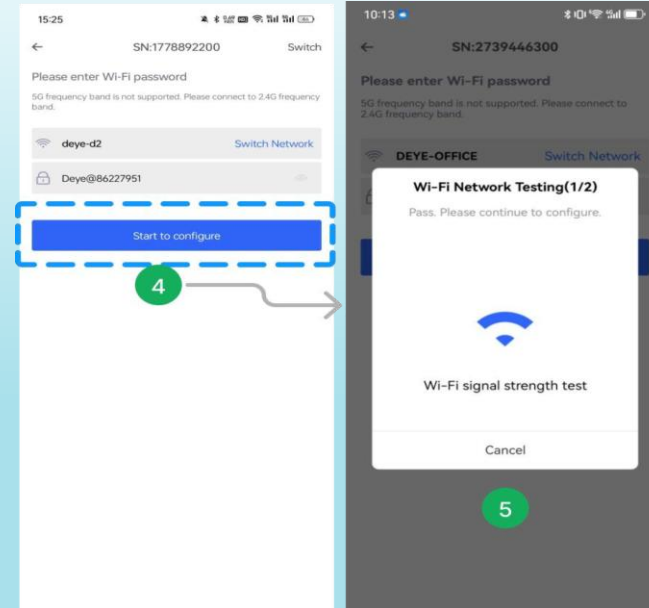 15:25
← SN:1778892200 Switch
Please enter Wi-Fi password
5G frequency band is not supported. Please connect to 2.4G frequency
band.
deye-d2 Switch Network
Deye@86227951
Start to configure
4
10:13
← SN:2739446300
Please enter Wi-Fi password
5G frequency band is not supported. Please connect to
2.4G frequency band.
DEYE-OFFICE Switch Network
Wi-Fi Network Testing(1/2)
Pass. Please continue to configure.
Wi-Fi signal strength test
Cancel
5